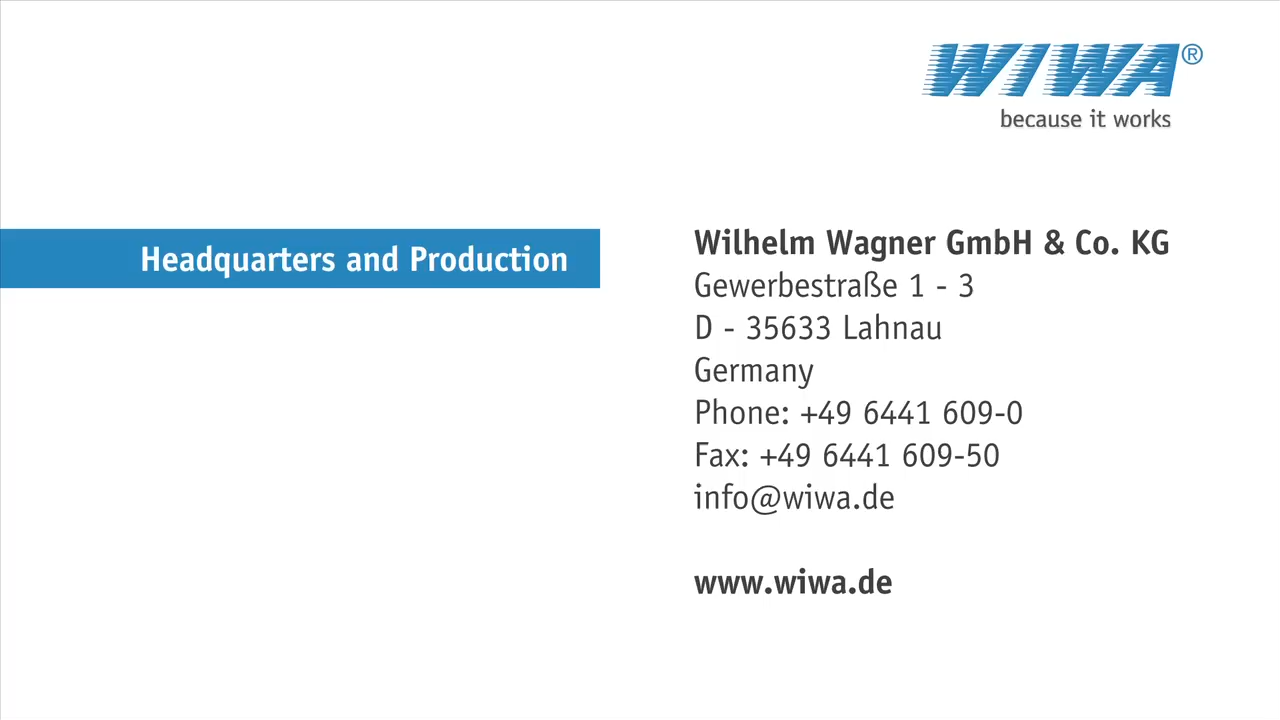 WIWA®
because it works
Headquarters and Production
Wilhelm Wagner GmbH & Co. KG
Gewerbestraße 1 - 3
D - 35633 Lahnau
Germany
Phone: +49 6441 609-0
Fax: +49 6441 609-50
info@wiwa.de
www.wiwa.de